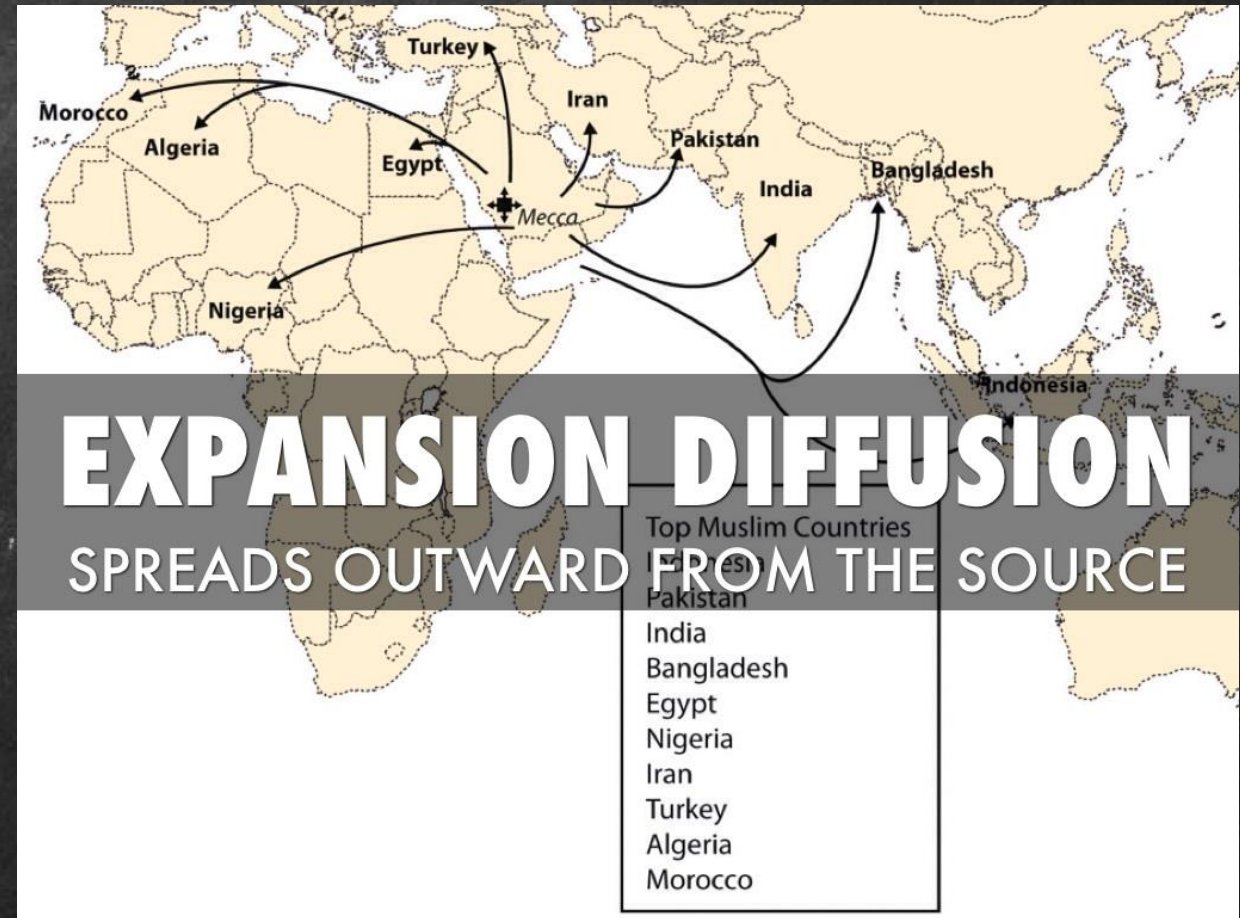 Turkey
Iran
Morocco
Algeria
Egypt
Pakistan
Bangladesh
India
Mecca
Nigeria
Indonesia
EXPANSION DIFFUSION
SPREADS OUTWARD FROM THE SOURCE
Top Muslim Countries
Indonesia
Pakistan
India
Bangladesh
Egypt
Nigeria
Iran
Turkey
Algeria
Morocco